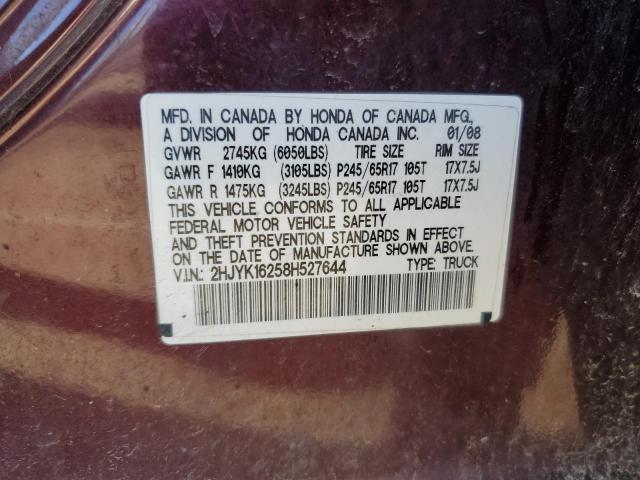 MFD. IN CANADA BY HONDA OF CANADA MFG.,
A DIVISION OF HONDA CANADA INC. 01/08
GVWR 2745KG (6050LBS) TIRE SIZE RIM SIZE
GAWR F 1410KG (3105LBS) P245/65R17 105T 17X7.5J
GAWR R 1475KG (3245LBS) P245/65R17 105T 17X7.5J
THIS VEHICLE CONFORMS TO ALL APPLICABLE
FEDERAL MOTOR VEHICLE SAFETY
AND THEFT PREVENTION STANDARDS IN EFFECT
ON THE DATE OF MANUFACTURE SHOWN ABOVE.
V.I.N.: 2HJYK16258H527644 TYPE: TRUCK